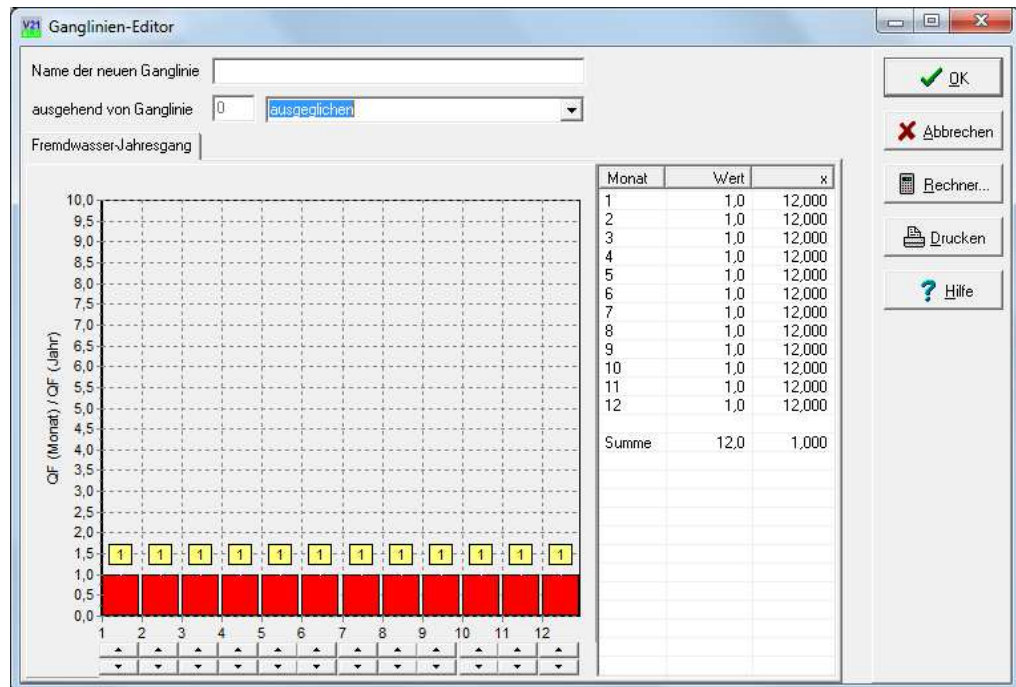 V21 Ganglinien-Editor
Name der neuen Ganglinie
ausgehend von Ganglinie 0 ausgeglichen
Fremdwasser-Jahresgang
QF (Monat) / QF (Jahr)
10,0
9,5
9,0
8,5
8,0
7,5
7,0
6,5
6,0
5,5
5,0
4,5
4,0
3,5
3,0
2,5
2,0
1,5
1,0
0,5
0,0
1 1 1 1 1 1 1 1 1 1 1 1
1 2 3 4 5 6 7 8 9 10 11 12
Monat Wert x
1 1,0 12,000
2 1,0 12,000
3 1,0 12,000
4 1,0 12,000
5 1,0 12,000
6 1,0 12,000
7 1,0 12,000
8 1,0 12,000
9 1,0 12,000
10 1,0 12,000
11 1,0 12,000
12 1,0 12,000
Summe 12,0 1,000
OK
Abbrechen
Rechner...
Drucken
Hilfe